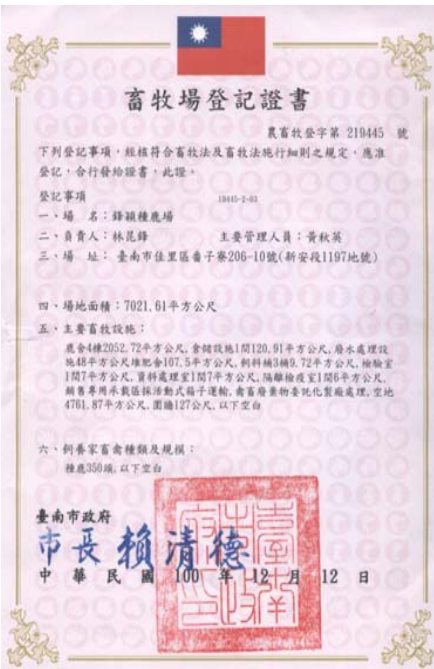 畜牧場登記證書
農畜牧登字第 219445 號
下列登記事項,經核符合畜牧法及畜牧法施行細則之規定,應准
登記,合行發給證書,此證。
登記事項
19445-2-03
一、場 名:鋒穎種鹿場
二、負責人:林昆鋒 主要管理人員:黃秋英
三、場 址: 臺南市佳里區番子寮206-10號(新安段1197地號)
四、場地面積:7021.61平方公尺
五、主要畜牧設施:
鹿舍4棟2052.72平方公尺,倉儲設施1間120.91平方公尺,廢水處理設
施48平方公尺堆肥舍107.5平方公尺,飼料桶3桶9.72平方公尺,檢驗室
1間7平方公尺,資料處理室1間7平方公尺,隔離檢疫室1間6平方公尺,
銷售專用承載區採活動式箱子運輸,禽畜廢棄物委託化製廠處理,空地
4761.87平方公尺,圍牆127公尺,以下空白
六、飼養家畜禽種類及規模:
種鹿350頭,以下空白
臺南市政府
市長 賴清德
中華民國 100 年 12 月 12 日
臺南市政府印